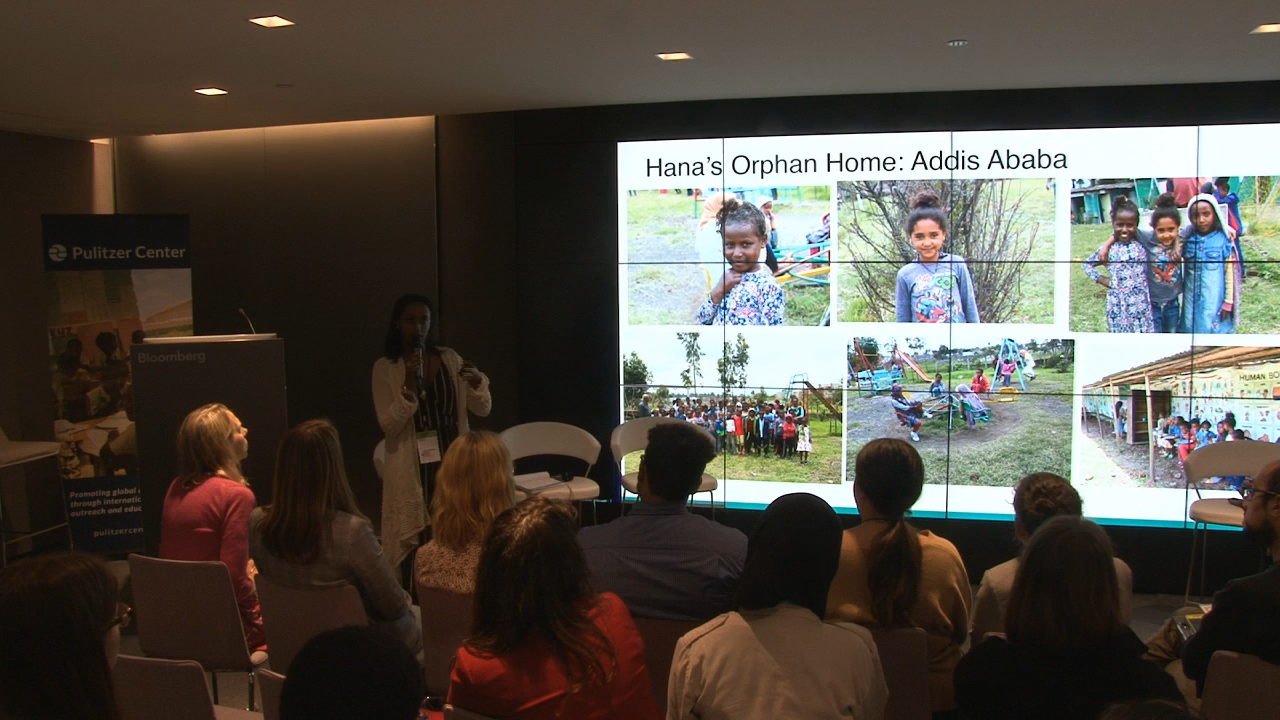 Hana's Orphan Home: Addis Ababa
HUMAN BO
Pulitzer Center
Bloomberg
Promoting global
through internatio
outreach and educ
pulitzercen